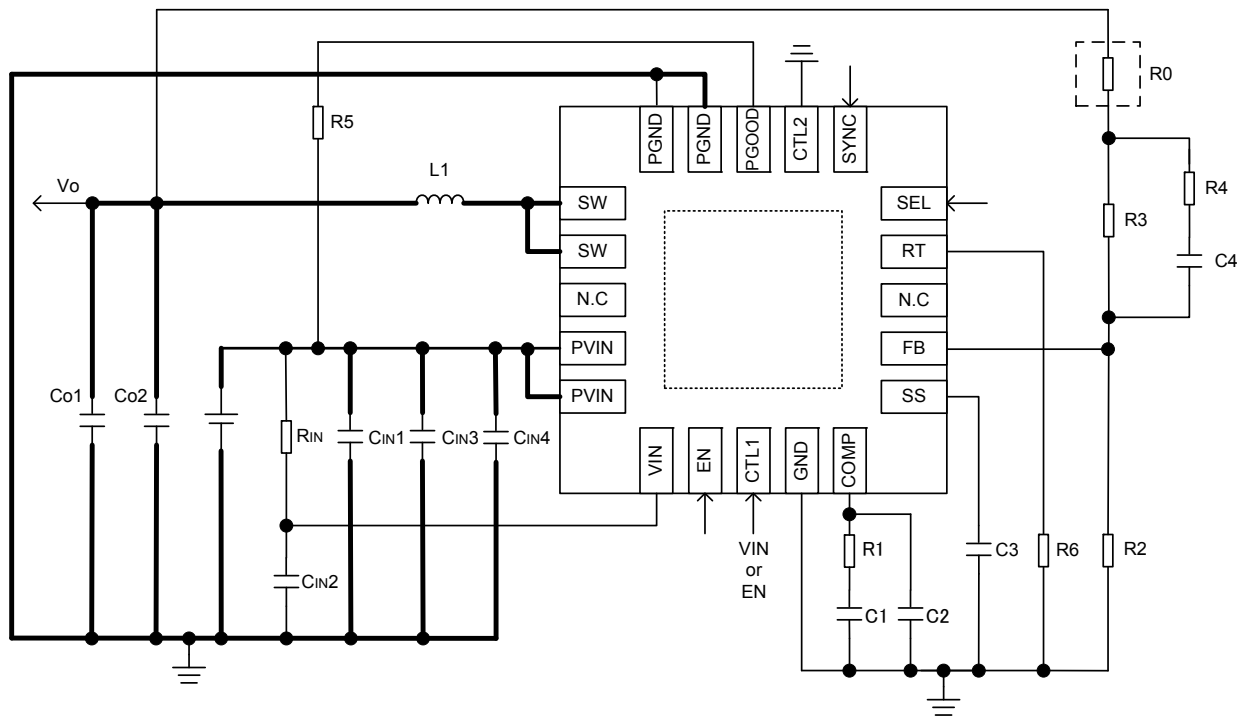 R0
R5
PGND
PGND
PGOOD
CTL2
SYNC
L1
Vo
SW
SEL
R3
R4
SW
RT
C4
N.C
N.C
PVIN
FB
Co1
Co2
RIN
CIN1
CIN3
CIN4
PVIN
SS
VIN
EN
CTL1
GND
COMP
VIN
or
EN
R1
C3
R6
R2
CIN2
C1
C2